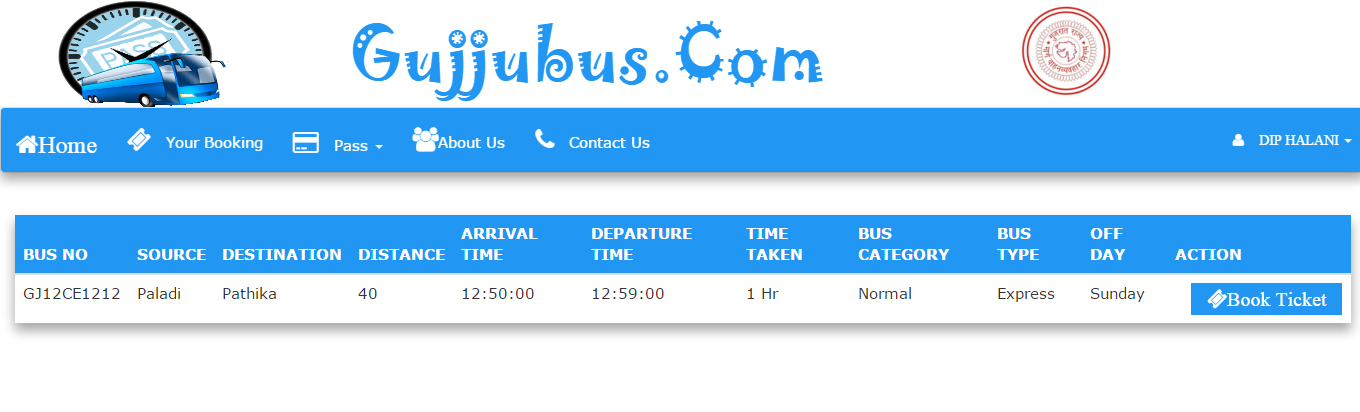 PASS
Gujjubus.Com
Home
Your Booking
Pass
About Us
Contact Us
DIP HALANI
BUS NO SOURCE DESTINATION DISTANCE ARRIVAL TIME DEPARTURE TIME TIME TAKEN BUS CATEGORY BUS TYPE OFF DAY ACTION
GJ12CE1212 Paladi Pathika 40 12:50:00 12:59:00 1 Hr Normal Express Sunday Book Ticket